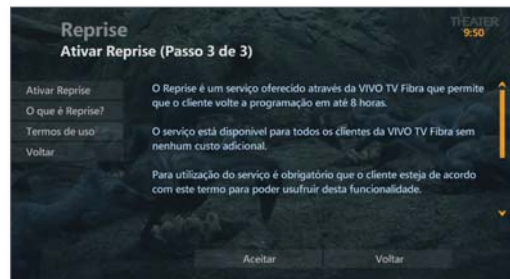 Reprise
THEATER
9:50
Ativar Reprise (Passo 3 de 3)
Ativar Reprise
O que é Reprise?
Termos de uso
Voltar
O Reprise é um serviço oferecido através da VIVO TV Fibra que permite
que o cliente volte a programação em até 8 horas.
O serviço está disponível para todos os clientes da VIVO TV Fibra sem
nenhum custo adicional.
Para utilização do serviço é obrigatório que o cliente esteja de acordo
com este termo para poder usufruir desta funcionalidade.
Aceitar
Voltar